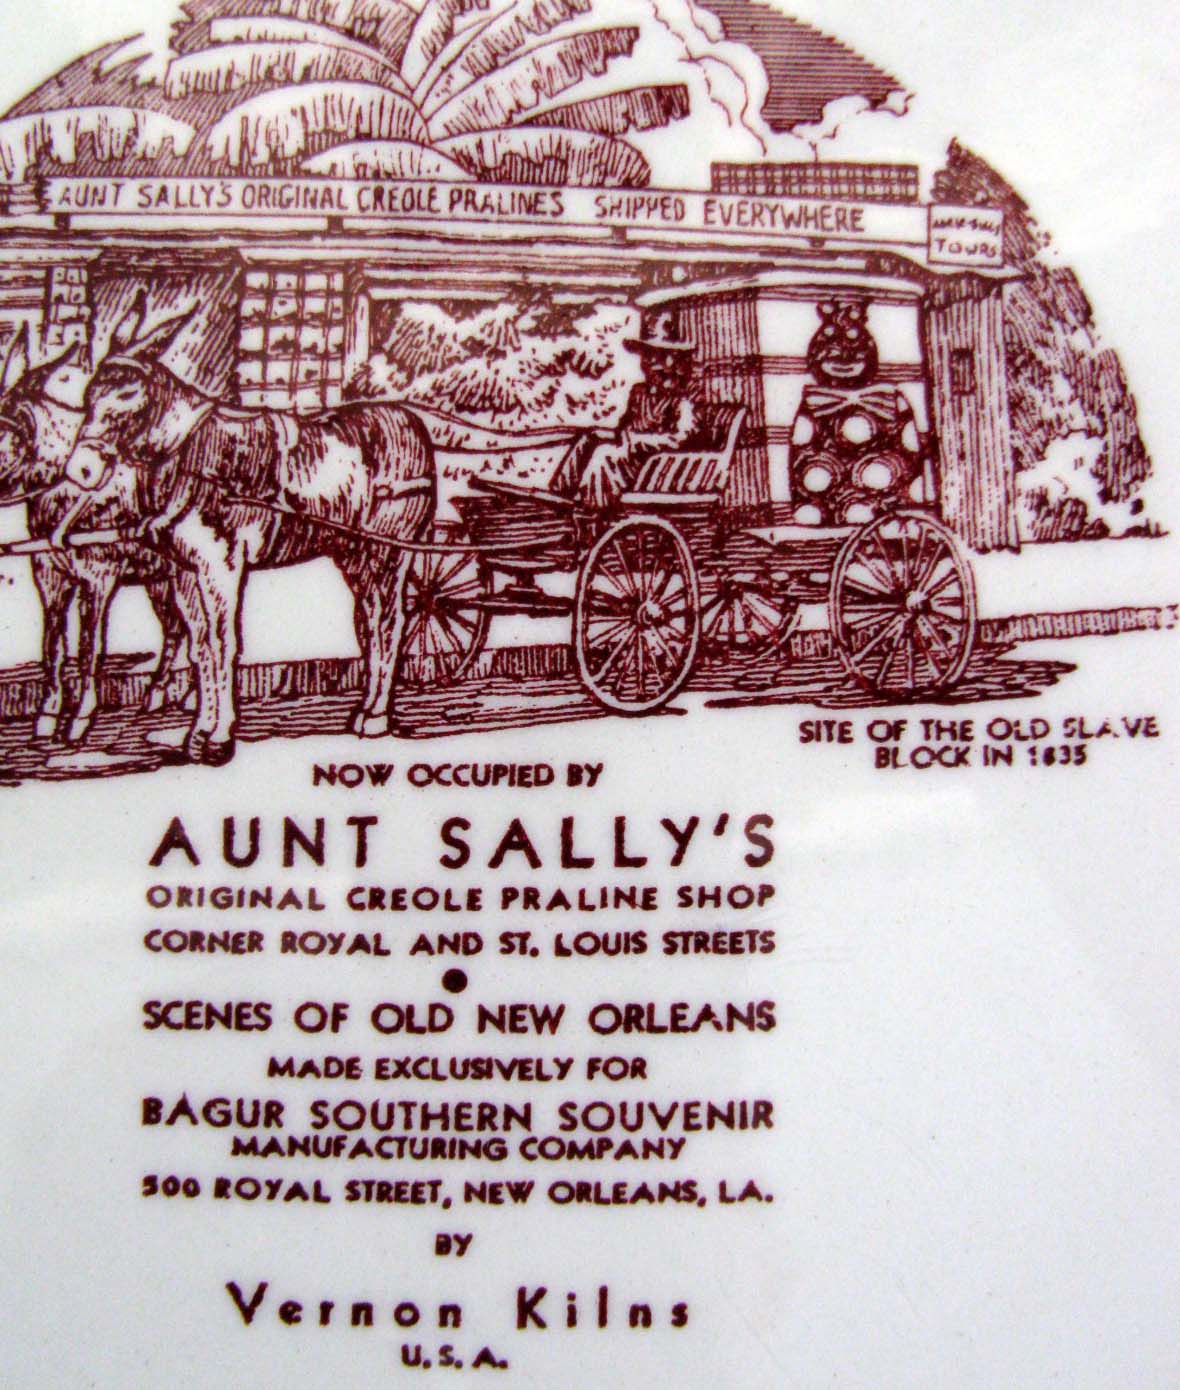 AUNT SALLY'S ORIGINAL CREOLE PRALINES SHIPPED EVERYWHERE
TOURS
SITE OF THE OLD SLAVE
BLOCK IN 1835
NOW OCCUPIED BY
AUNT SALLY'S
ORIGINAL CREOLE PRALINE SHOP
CORNER ROYAL AND ST. LOUIS STREETS
SCENES OF OLD NEW ORLEANS
MADE EXCLUSIVELY FOR
BAGUR SOUTHERN SOUVENIR
MANUFACTURING COMPANY
500 ROYAL STREET, NEW ORLEANS, LA.
BY
Vernon Kilns
U.S.A.